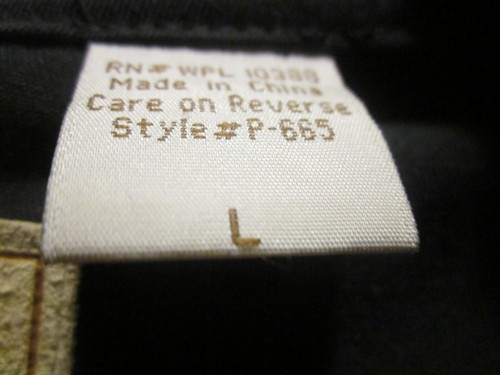 RN# WPL 10388
Made in China
Care on Reverse
Style# P-665
L